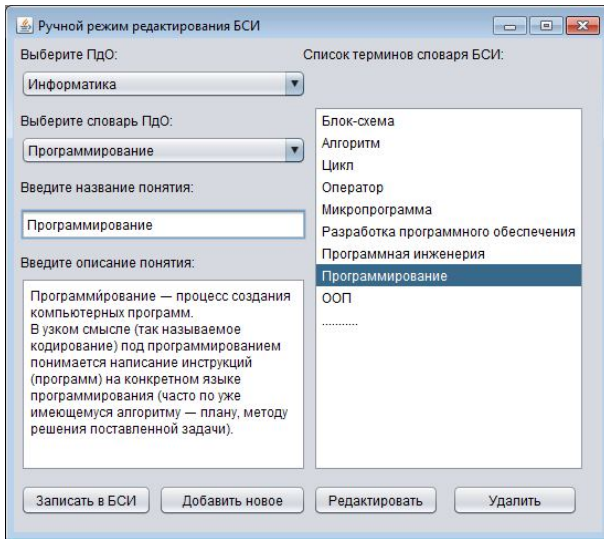 Ручной режим редактирования БСИ
Выберите ПдО:
Информатика
Выберите словарь ПдО:
Программирование
Введите название понятия:
Программирование
Введите описание понятия:
Программи́рование — процесс создания
компьютерных программ.
В узком смысле (так называемое
кодирование) под программированием
понимается написание инструкций
(программ) на конкретном языке
программирования (часто по уже
имеющемуся алгоритму — плану, методу
решения поставленной задачи).
Список терминов словаря БСИ:
Блок-схема
Алгоритм
Цикл
Оператор
Микропрограмма
Разработка программного обеспечения
Программная инженерия
Программирование
ООП
...........
Записать в БСИ
Добавить новое
Редактировать
Удалить